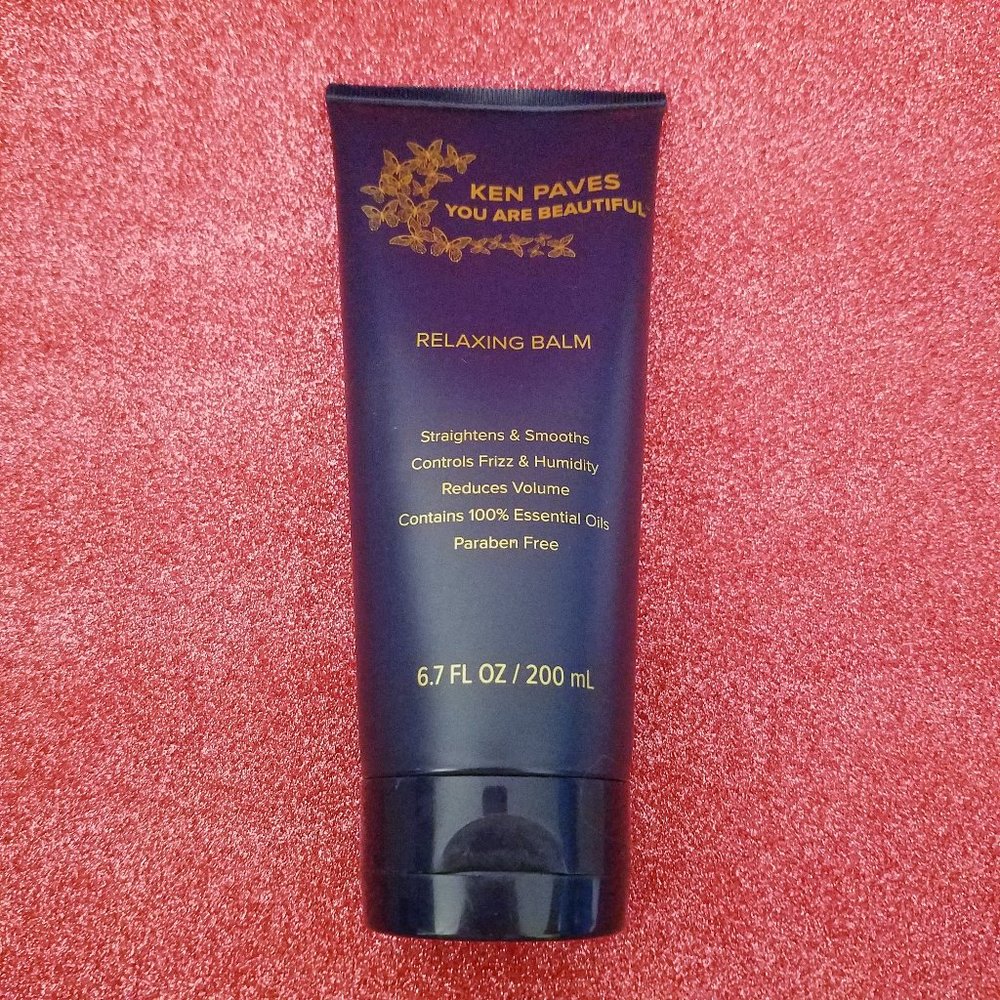 KEN PAVES
YOU ARE BEAUTIFUL™
RELAXING BALM
Straightens & Smooths
Controls Frizz & Humidity
Reduces Volume
Contains 100% Essential Oils
Paraben Free
6.7 FL OZ / 200 mL